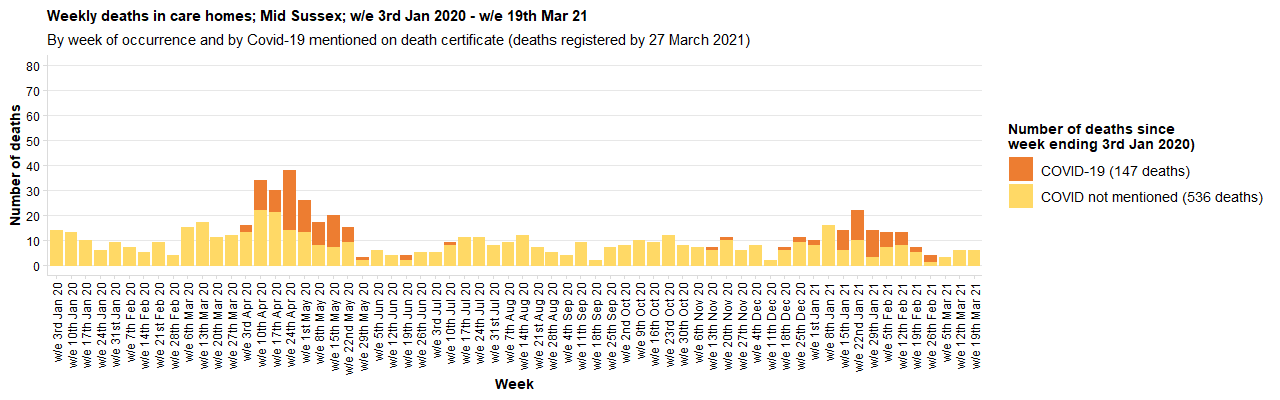 Weekly deaths in care homes; Mid Sussex; w/e 3rd Jan 2020 - w/e 19th Mar 21
By week of occurrence and by Covid-19 mentioned on death certificate (deaths registered by 27 March 2021)
Number of deaths
80
70
60
50
40
30
20
10
0
w/e 3rd Jan 20
w/e 10th Jan 20
w/e 17th Jan 20
w/e 24th Jan 20
w/e 31st Jan 20
w/e 7th Feb 20
w/e 14th Feb 20
w/e 21st Feb 20
w/e 28th Feb 20
w/e 6th Mar 20
w/e 13th Mar 20
w/e 20th Mar 20
w/e 27th Mar 20
w/e 3rd Apr 20
w/e 10th Apr 20
w/e 17th Apr 20
w/e 24th Apr 20
w/e 1st May 20
w/e 8th May 20
w/e 15th May 20
w/e 22nd May 20
w/e 29th May 20
w/e 5th Jun 20
w/e 12th Jun 20
w/e 19th Jun 20
w/e 26th Jun 20
w/e 3rd Jul 20
w/e 10th Jul 20
w/e 17th Jul 20
w/e 24th Jul 20
w/e 31st Jul 20
w/e 7th Aug 20
w/e 14th Aug 20
w/e 21st Aug 20
w/e 28th Aug 20
w/e 4th Sep 20
w/e 11th Sep 20
w/e 18th Sep 20
w/e 25th Sep 20
w/e 2nd Oct 20
w/e 9th Oct 20
w/e 16th Oct 20
w/e 23rd Oct 20
w/e 30th Oct 20
w/e 6th Nov 20
w/e 13th Nov 20
w/e 20th Nov 20
w/e 27th Nov 20
w/e 4th Dec 20
w/e 11th Dec 20
w/e 18th Dec 20
w/e 25th Dec 20
w/e 1st Jan 21
w/e 8th Jan 21
w/e 15th Jan 21
w/e 22nd Jan 21
w/e 29th Jan 21
w/e 5th Feb 21
w/e 12th Feb 21
w/e 19th Feb 21
w/e 26th Feb 21
w/e 5th Mar 21
w/e 12th Mar 21
w/e 19th Mar 21
Week
Number of deaths since
week ending 3rd Jan 2020)
COVID-19 (147 deaths)
COVID not mentioned (536 deaths)